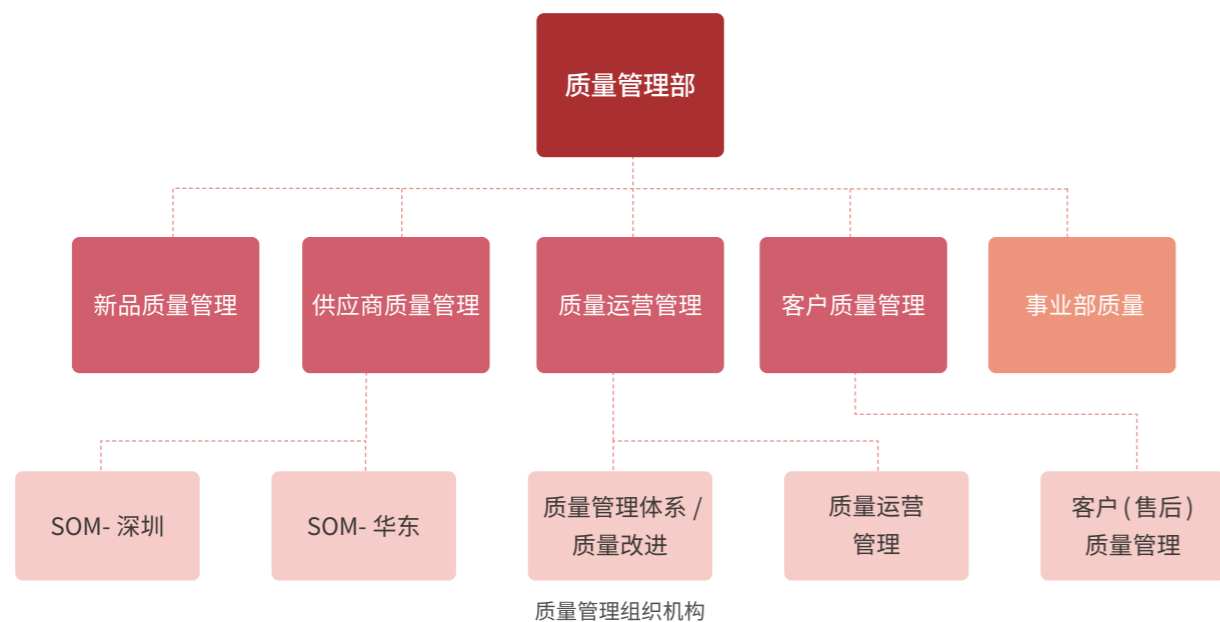 质量管理部
新品质量管理
供应商质量管理
质量运营管理
客户质量管理
事业部质量
SOM- 深圳
SOM- 华东
质量管理体系 /
质量改进
质量运营
管理
客户 ( 售后 )
质量管理
质量管理组织机构